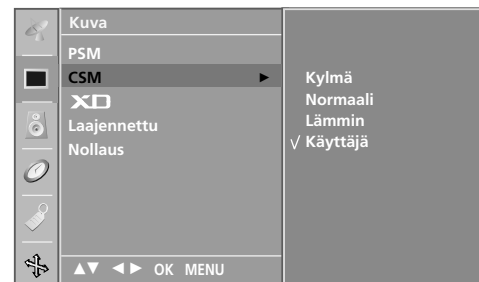 Kuva
PSM
CSM ►
XD
Laajennettu
Nollaus
Kylmä
Normaali
Lämmin
√ Käyttäjä
▲▼ ◄► OK MENU